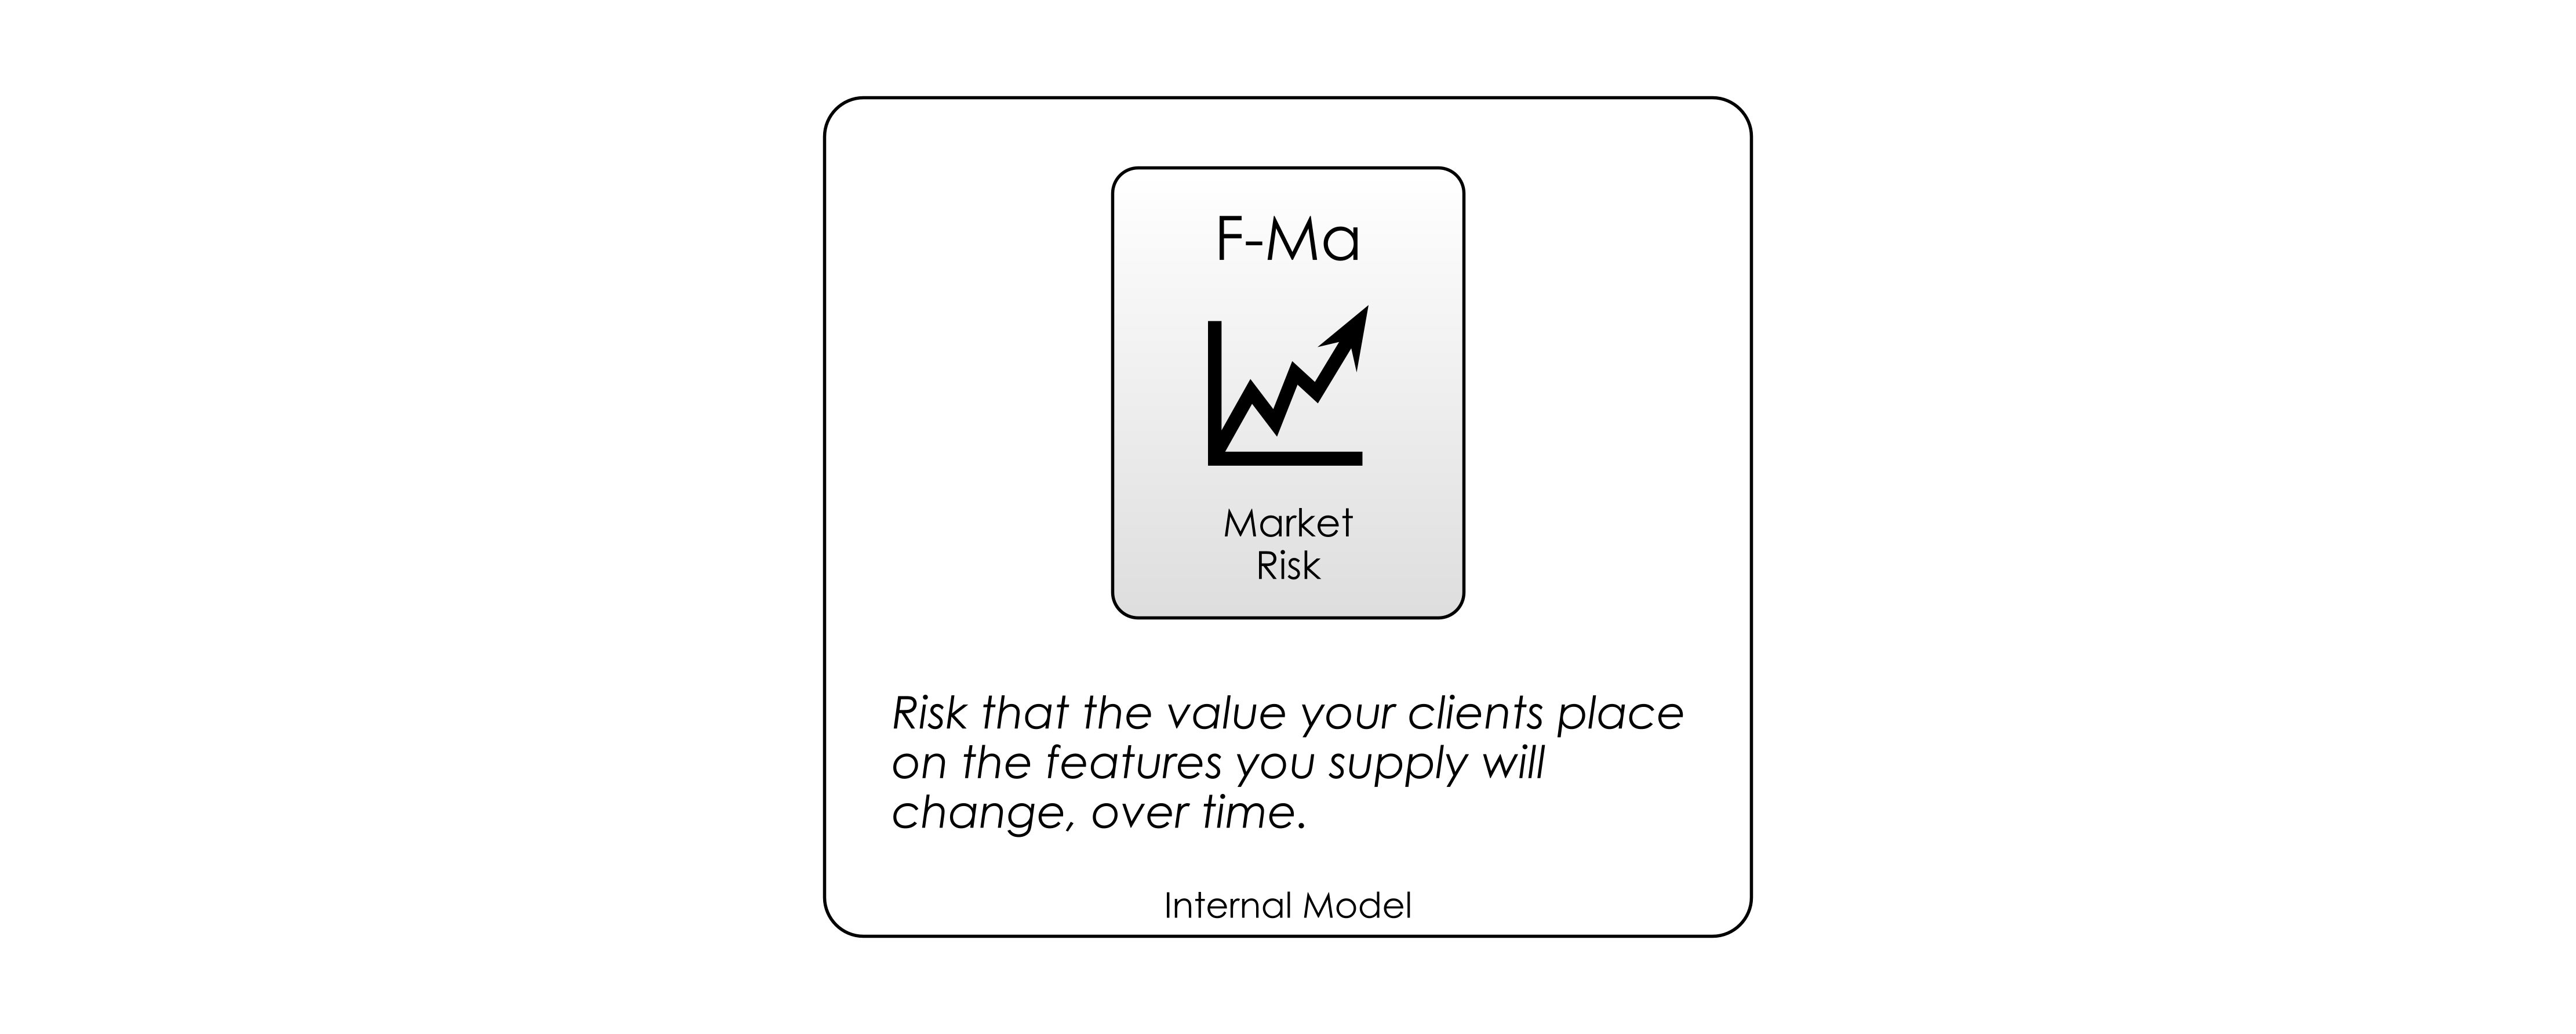 F-Ma
Market
Risk
Risk that the value your clients place
on the features you supply will
change, over time.
Internal Model